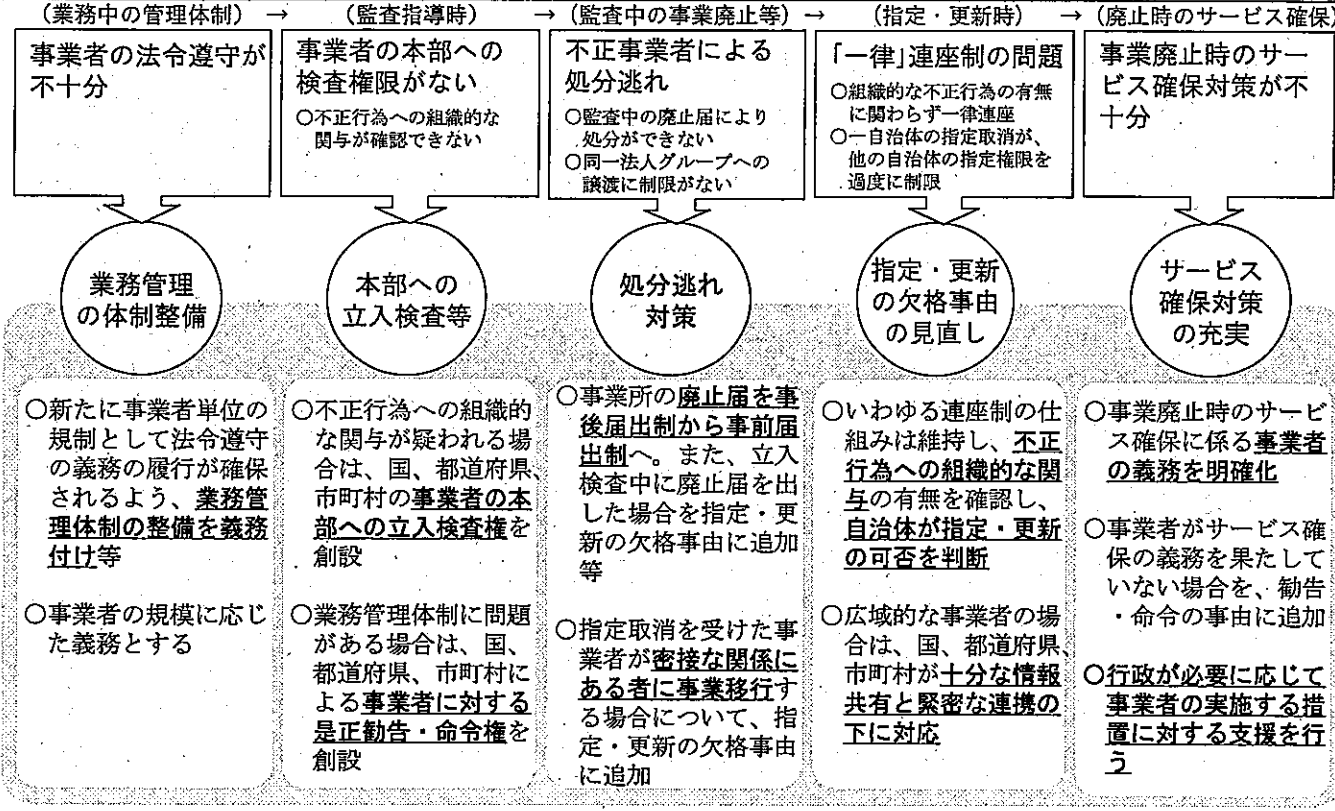 (業務中の管理体制) → (監査指導時) → (監査中の事業廃止等) → (指定・更新時) → (廃止時のサービス確保)
事業者の法令遵守が
不十分
事業者の本部への
検査権限がない
○不正行為への組織的な
関与が確認できない
不正事業者による
処分逃れ
○監査中の廃止届により
処分ができない
○同一法人グループへの
譲渡に制限がない
「一律」連座制の問題
○組織的な不正行為の有無
に関わらず一律連座
○一自治体の指定取消が、
他の自治体の指定権限を
過度に制限
事業廃止時のサー
ビス確保対策が不
十分
業務管理
の体制整備
本部への
立入検査等
処分逃れ
対策
指定・更新
の欠格事由
の見直し
サービス
確保対策
の充実
○新たに事業者単位の
規制として法令遵守
の義務の履行が確保
されるよう、業務管
理体制の整備を義務
付け等
○事業者の規模に応じ
た義務とする
○不正行為への組織的
な関与が疑われる場
合は、国、都道府県、
市町村の事業者の本
部への立入検査権を
創設
○業務管理体制に問題
がある場合は、国、
都道府県、市町村に
よる事業者に対する
是正勧告・命令権を
創設
○事業所の廃止届を事
後届出制から事前届
出制へ。また、立入
検査中に廃止届を出
した場合を指定・更
新の欠格事由に追加
等
○指定取消を受けた事
業者が密接な関係に
ある者に事業移行す
る場合について、指
定・更新の欠格事由
に追加
○いわゆる連座制の仕
組みは維持し、不正
行為への組織的な関
与の有無を確認し、
自治体が指定・更新
の可否を判断
○広域的な事業者の場
合は、国、都道府県、
市町村が十分な情報
共有と緊密な連携の
下に対応
○事業廃止時のサービ
ス確保に係る事業者
の義務を明確化
○事業者がサービス確
保の義務を果たして
いない場合を、勧告
・命令の事由に追加
○行政が必要に応じて
事業者の実施する措
置に対する支援を行
う